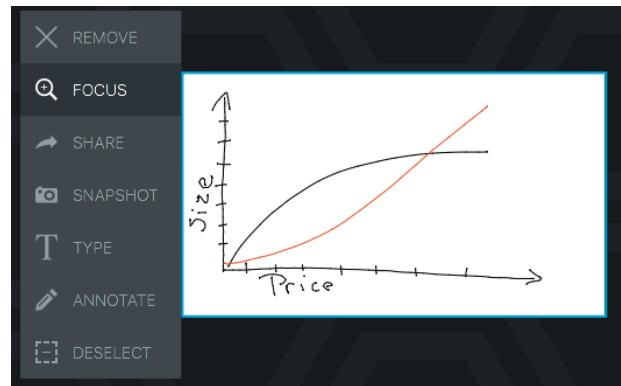 REMOVE
FOCUS
SHARE
SNAPSHOT
TYPE
ANNOTATE
DESELECT
Size
Price